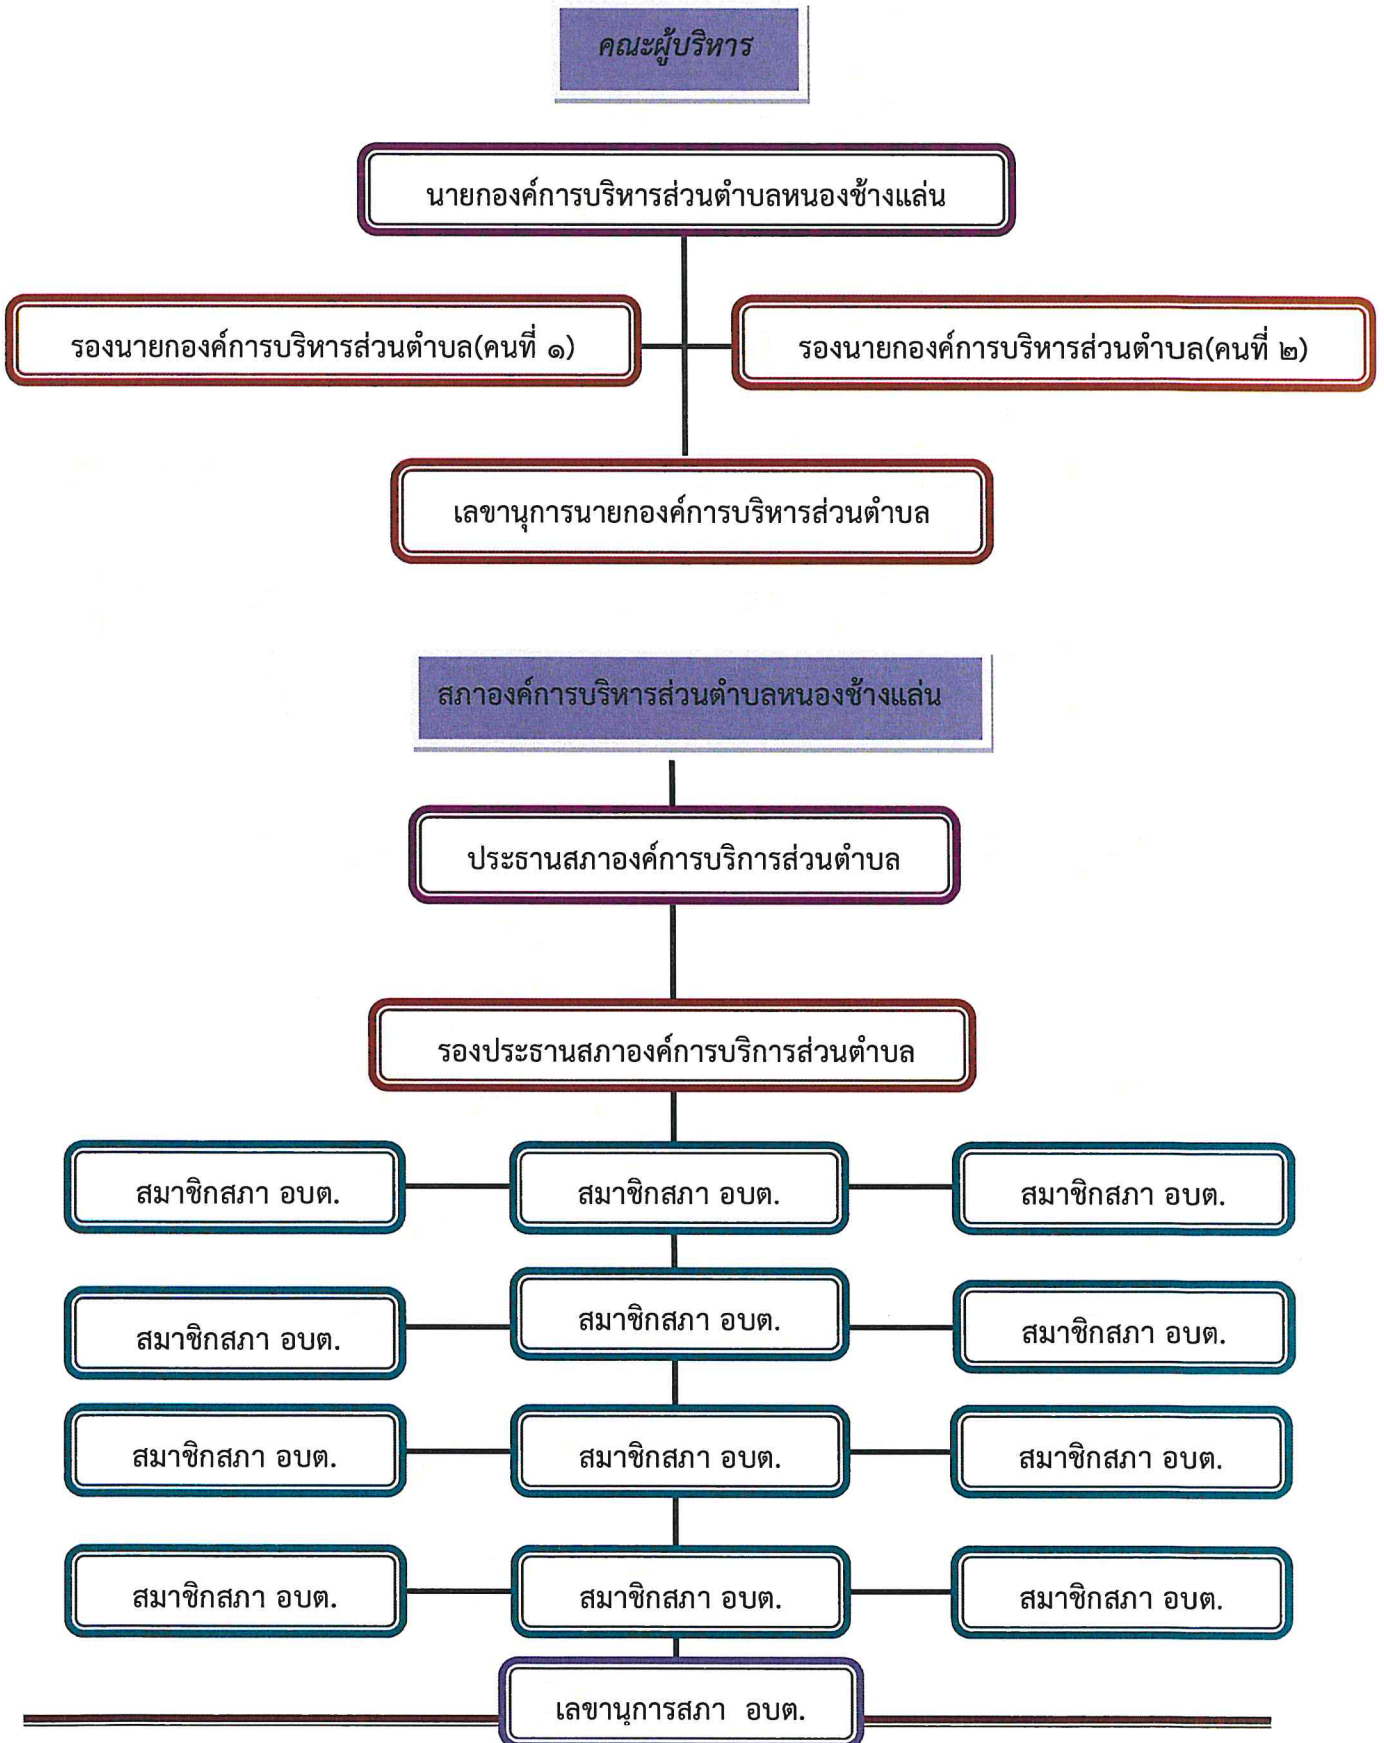 คณะผู้บริหาร
นายกองค์การบริหารส่วนตำบลหนองช้างแล่น
รองนายกองค์การบริหารส่วนตำบล(คนที่ ๑)
รองนายกองค์การบริหารส่วนตำบล(คนที่ ๒)
เลขานุการนายกองค์การบริหารส่วนตำบล
สภาองค์การบริหารส่วนตำบลหนองช้างแล่น
ประธานสภาองค์การบริการส่วนตำบล
รองประธานสภาองค์การบริการส่วนตำบล
สมาชิกสภา อบต.
สมาชิกสภา อบต.
สมาชิกสภา อบต.
สมาชิกสภา อบต.
สมาชิกสภา อบต.
สมาชิกสภา อบต.
สมาชิกสภา อบต.
สมาชิกสภา อบต.
สมาชิกสภา อบต.
สมาชิกสภา อบต.
สมาชิกสภา อบต.
สมาชิกสภา อบต.
เลขานุการสภา อบต.